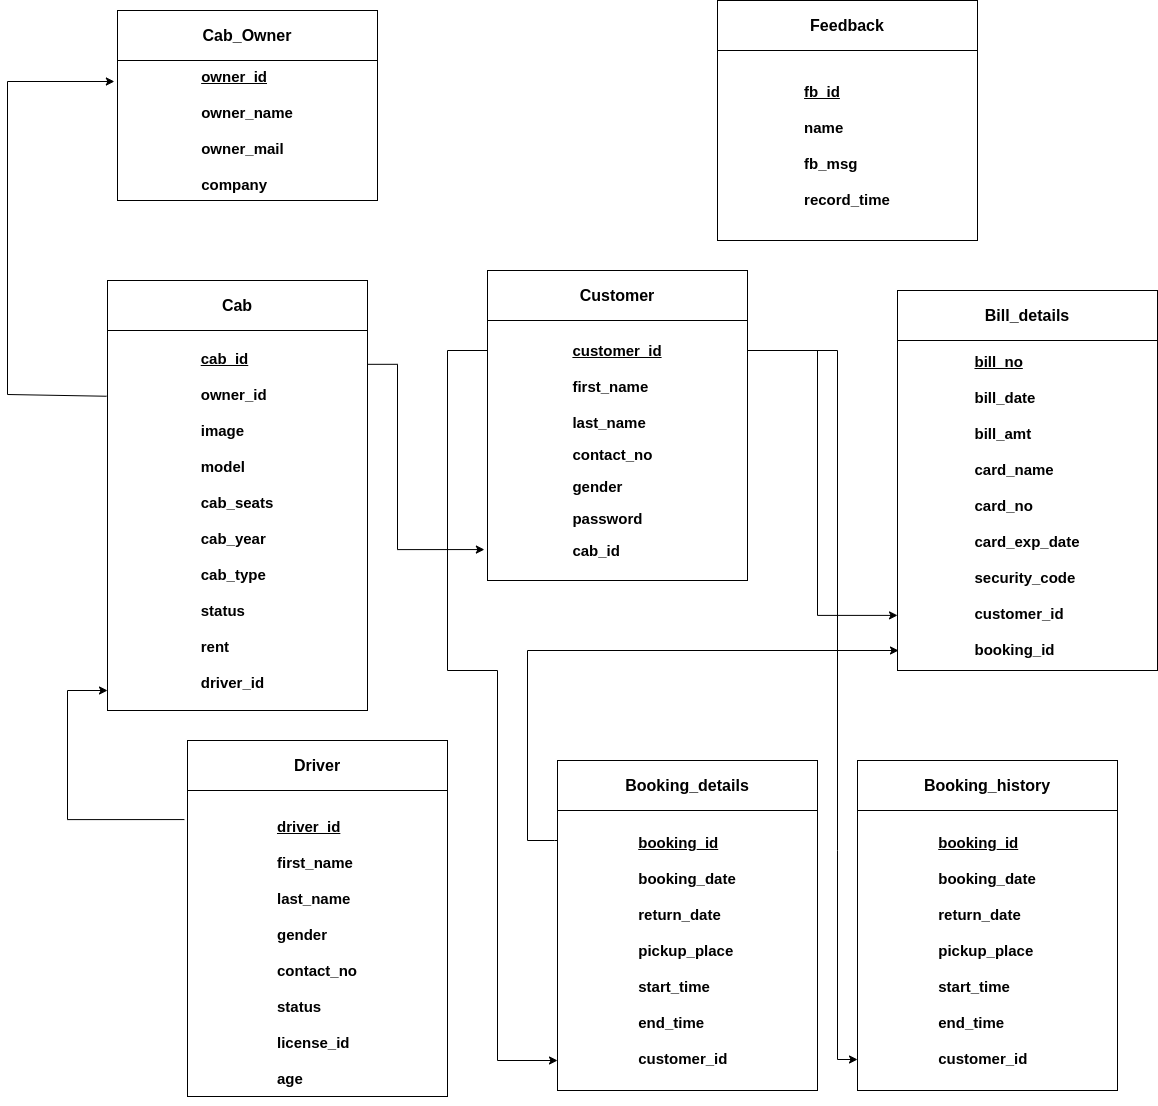 Cab_Owner
owner_id
owner_name
owner_mail
company
Feedback
fb_id
name
fb_msg
record_time
Cab
cab_id
owner_id
image
model
cab_seats
cab_year
cab_type
status
rent
driver_id
Customer
customer_id
first_name
last_name
contact_no
gender
password
cab_id
Bill_details
bill_no
bill_date
bill_amt
card_name
card_no
card_exp_date
security_code
customer_id
booking_id
Driver
driver_id
first_name
last_name
gender
contact_no
status
license_id
age
Booking_details
booking_id
booking_date
return_date
pickup_place
start_time
end_time
customer_id
Booking_history
booking_id
booking_date
return_date
pickup_place
start_time
end_time
customer_id